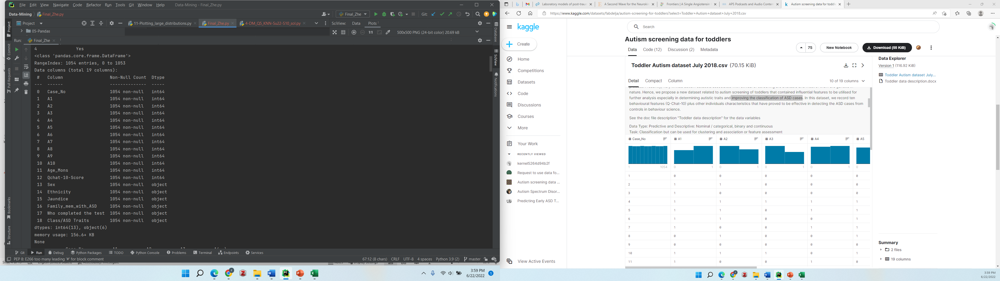 File Edit View Navigate Code Refactor Run Tools Git Window Help Data-Mining - Final_Zhe.py
Data-Mining Final_Zhe.py Final_Zhe Git:
Project 11-Plotting_large_distributions.py Final_Zhe.py 4-DM_Q5_KNN-Su22-S10_sol.py SciView: Data Plots
05-Pandas 1:1 500x500 PNG (24-bit color) 20.69 kB
Run: Final_Zhe
4 Yes
<class 'pandas.core.frame.DataFrame'>
RangeIndex: 1054 entries, 0 to 1053
Data columns (total 19 columns):
# Column Non-Null Count Dtype
--- ------ -------------- -----
0 Case_No 1054 non-null int64
1 A1 1054 non-null int64
2 A2 1054 non-null int64
3 A3 1054 non-null int64
4 A4 1054 non-null int64
5 A5 1054 non-null int64
6 A6 1054 non-null int64
7 A7 1054 non-null int64
8 A8 1054 non-null int64
9 A9 1054 non-null int64
10 A10 1054 non-null int64
11 Age_Mons 1054 non-null int64
12 Qchat-10-Score 1054 non-null int64
13 Sex 1054 non-null object
14 Ethnicity 1054 non-null object
15 Jaundice 1054 non-null object
16 Family_mem_with_ASD 1054 non-null object
17 Who completed the test 1054 non-null object
18 Class/ASD Traits 1054 non-null object
dtypes: int64(13), object(6)
memory usage: 156.6+ KB
None
Project
Commit
Pull Requests
Bookmarks
Structure
Database
SciView
Notifications
Git Run Debug Python Packages TODO Python Console Problems Terminal Endpoints Services
PEP 8: E266 too many leading '#' for block comment 67:12 (8 chars) CRLF UTF-8 4 spaces Python 3.9 (2) master
3:59 PM
6/22/2022
1
Laboratory models of post-traun A Second Wave for the Neurokin Frontiers | A Single Angiotensin APS Podcasts and Audio Conten Autism screening data for toddle
https://www.kaggle.com/datasets/fabdelja/autism-screening-for-toddlers?select=Toddler+Autism+dataset+July+2018.csv
kaggle
Search
Create
Home
Competitions
Datasets
Code
Discussions
Courses
More
Your Work
RECENTLY VIEWED
kernel5264d94b2f
Request to use data fo...
Autism screening data ...
Autism Spectrum Disor...
Predicting Early ASD T...
View Active Events
Autism screening data for toddlers
Data Code (12) Discussion (2) Metadata 75 New Notebook Download (55 KiB)
Toddler Autism dataset July 2018.csv (70.15 KiB)
Detail Compact Column 10 of 19 columns
nature. Hence, we propose a new dataset related to autism screening of toddlers that contained influential features to be utilised for
further analysis especially in determining autistic traits and improving the classification of ASD cases. In this dataset, we record ten
behavioural features (Q-Chat-10) plus other individuals characteristics that have proved to be effective in detecting the ASD cases from
controls in behaviour science.
See the doc file description "Toddler data description" for the data variables
Data Type: Predictive and Descriptive: Nominal / categorical, binary and continuous
Task: Classification but can be used for clustering and association or feature assessment
# Case_No # A1 # A2 # A3 # A4 # A5
1 1054 0 1 0 1 0 1 0 1 0
1 0 0 0 0 0
2 1 1 0 0 0
3 1 0 0 0 0
4 1 1 1 1 1
5 1 1 0 1 1
6 1 1 0 0 1
7 1 0 0 1 1
8 0 1 0 0 1
9 0 0 0 0 0
10 1 1 1 0 1
11 1 0 0 1 1
Data Explorer
Version 1 (116.92 KiB)
Toddler Autism dataset July...
Toddler data description.docx
Summary
2 files
19 columns
3:59 PM
6/22/2022